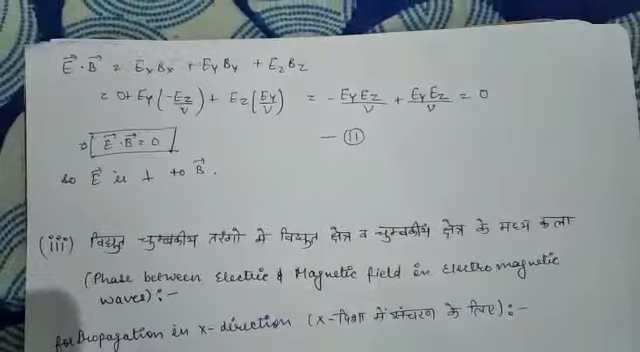 E⃗ · B⃗ = ExBx + EyBy + EzBz
= 0 + Ey(-Ez/V) + Ez(Ey/V) = -EyEz/V + EyEz/V = 0
⇒ E⃗ · B⃗ = 0 — (11)
So E⃗ is ⊥ to B⃗.
(iii) विद्युत चुम्बकीय तरंगो मे विद्युत क्षेत्र व चुम्बकीय क्षेत्र के मध्य कला
(Phase between Electric & Magnetic field in Electromagnetic
waves) :-
for Propagation in x-direction (x-दिशा में संचरण के लिए) :-